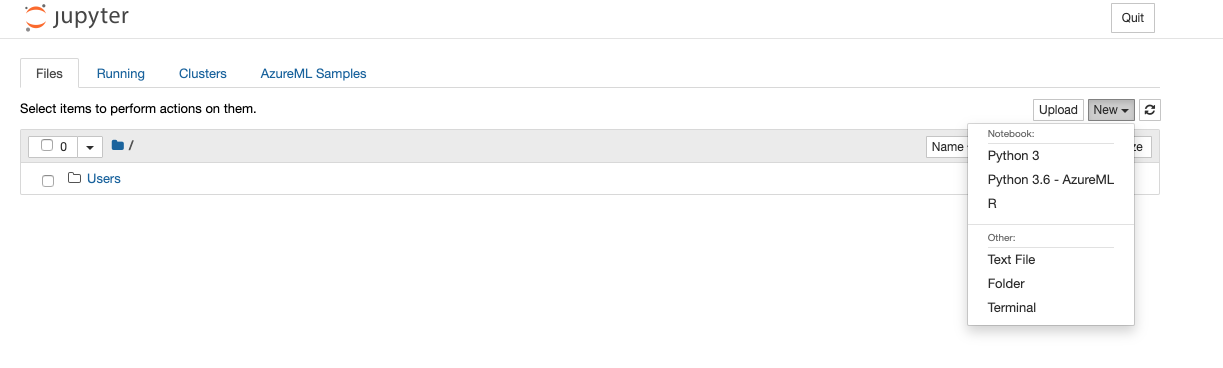 jupyter
Quit
Files Running Clusters AzureML Samples
Select items to perform actions on them.
Upload New
0 / Name
Users
Notebook:
Python 3
Python 3.6 - AzureML
R
Other:
Text File
Folder
Terminal